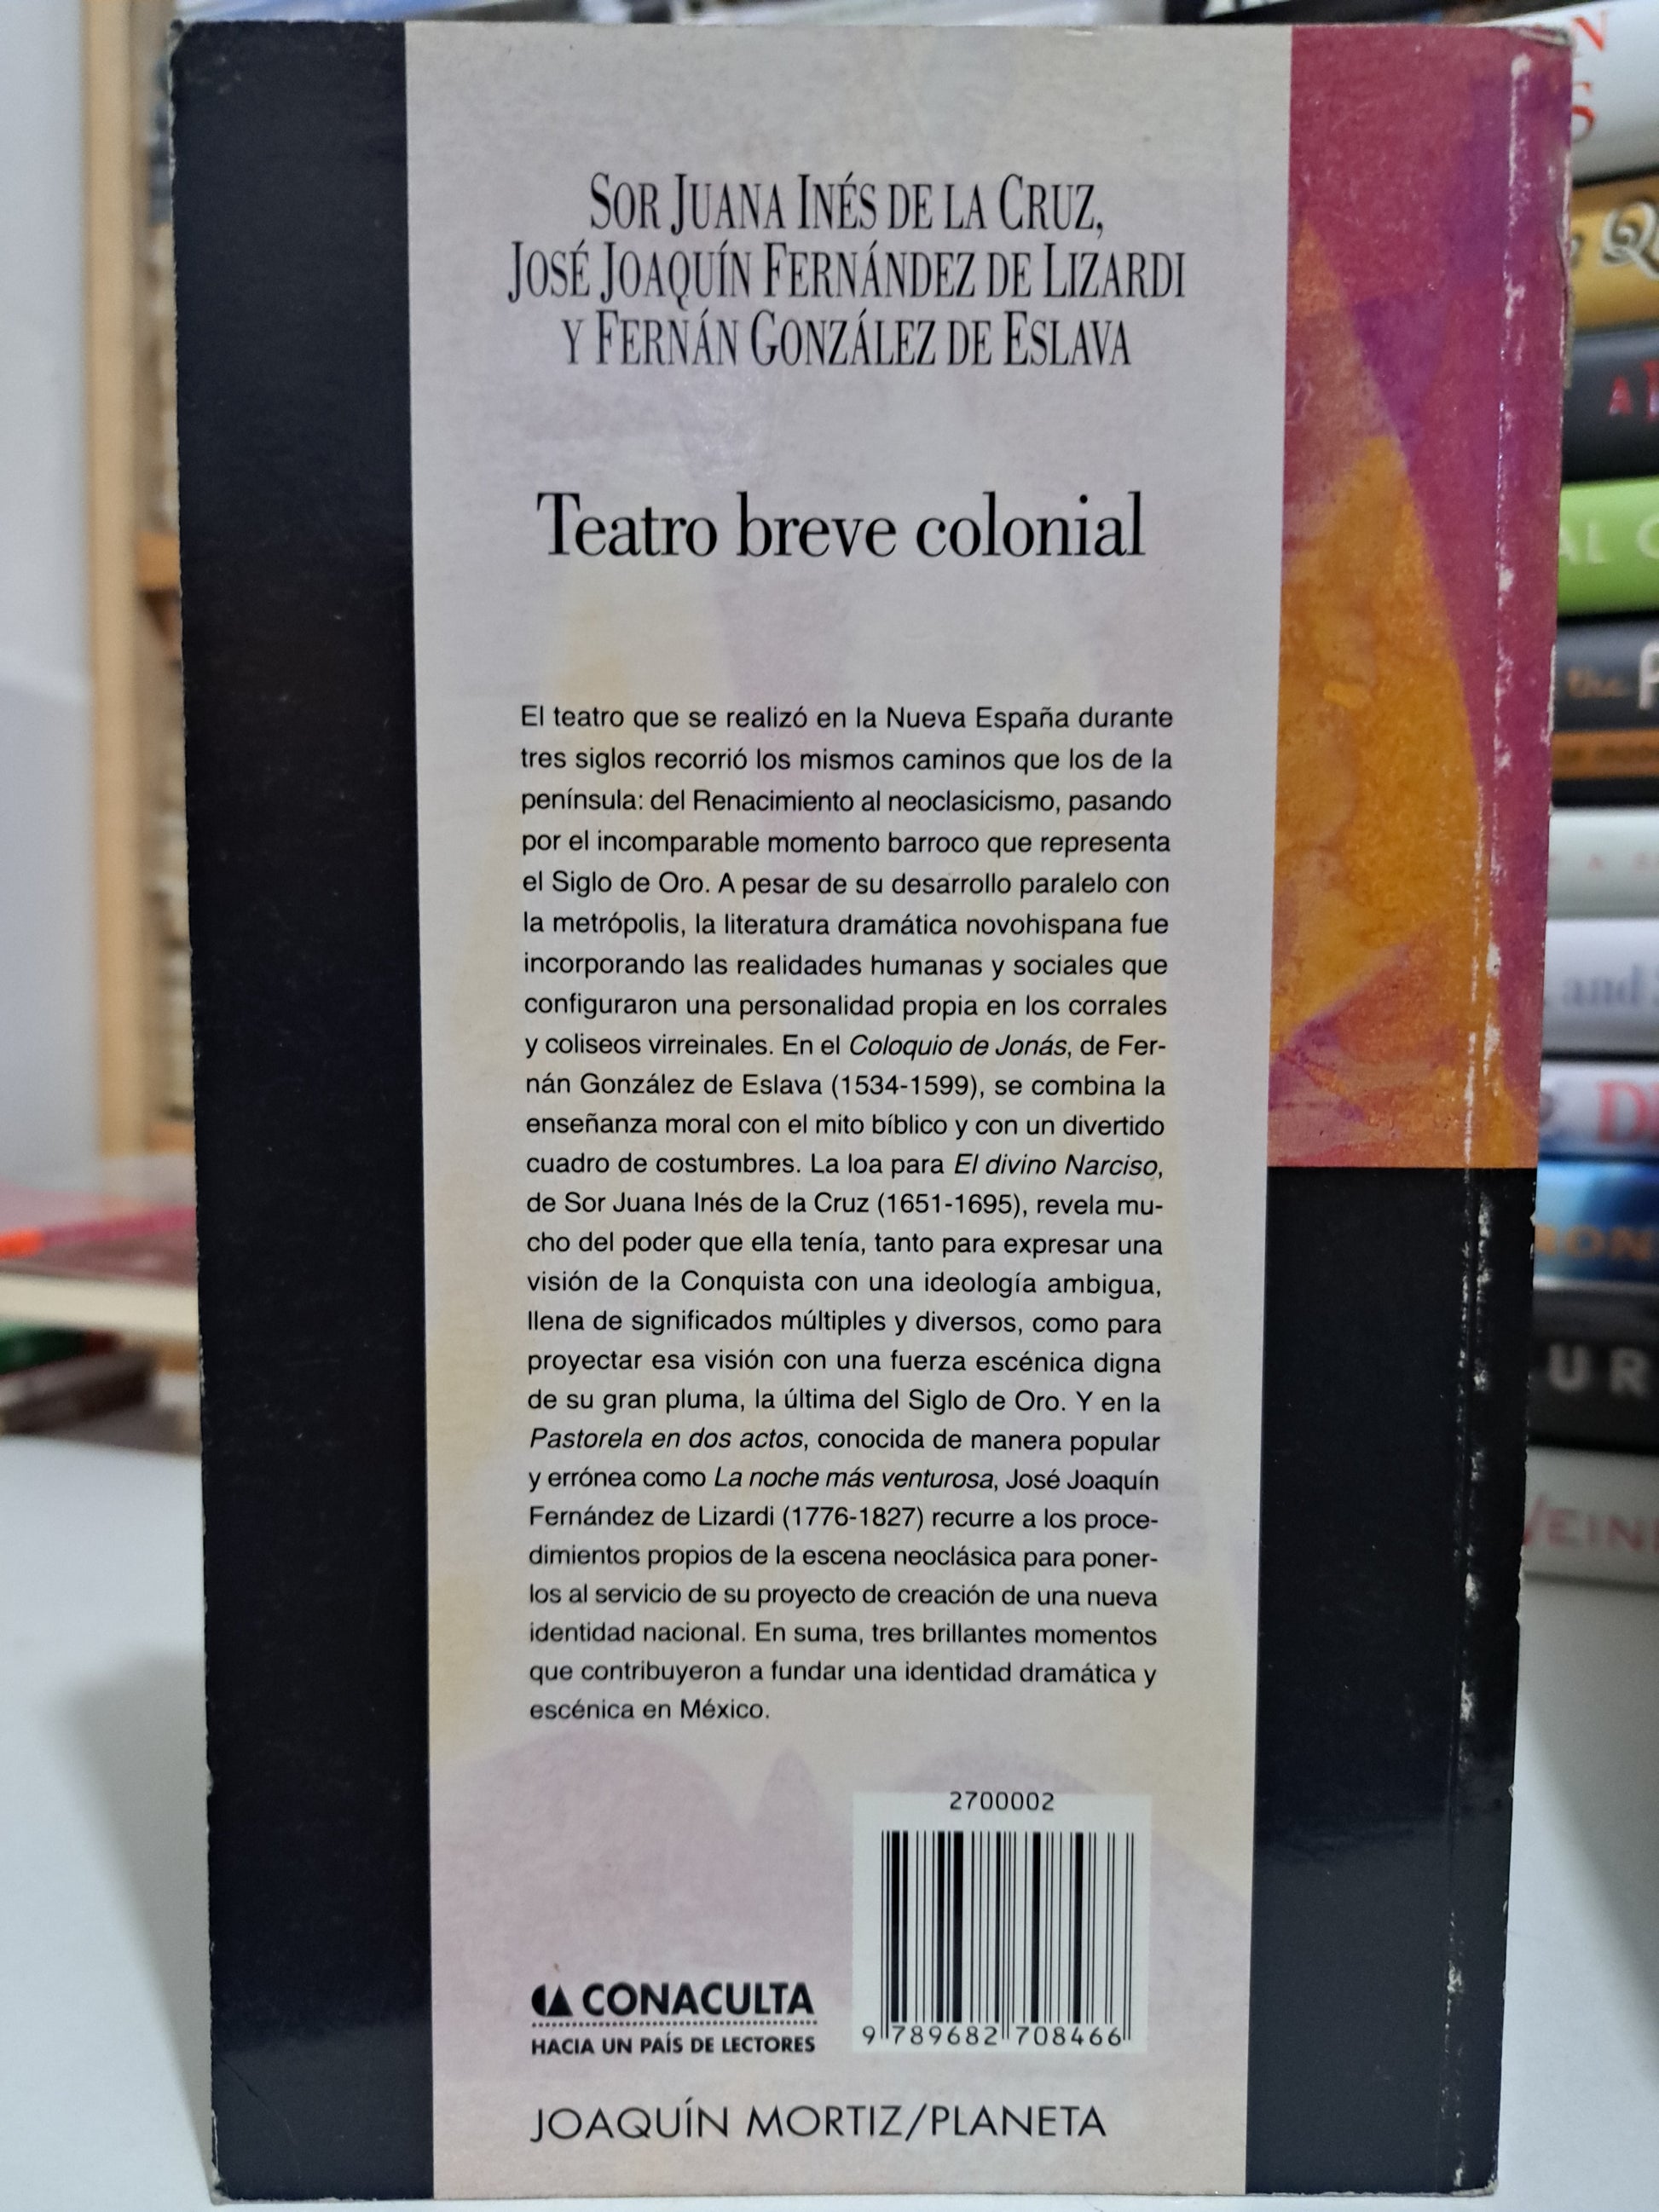 SOR JUANA INÉS DE LA CRUZ,
JOSÉ JOAQUÍN FERNÁNDEZ DE LIZARDI
Y FERNÁN GONZÁLEZ DE ESLAVA
Teatro breve colonial
El teatro que se realizó en la Nueva España durante
tres siglos recorrió los mismos caminos que los de la
península: del Renacimiento al neoclasicismo, pasando
por el incomparable momento barroco que representa
el Siglo de Oro. A pesar de su desarrollo paralelo con
la metrópolis, la literatura dramática novohispana fue
incorporando las realidades humanas y sociales que
configuraron una personalidad propia en los corrales
y coliseos virreinales. En el Coloquio de Jonás, de Fer-
nán González de Eslava (1534-1599), se combina la
enseñanza moral con el mito bíblico y con un divertido
cuadro de costumbres. La loa para El divino Narciso,
de Sor Juana Inés de la Cruz (1651-1695), revela mu-
cho del poder que ella tenía, tanto para expresar una
visión de la Conquista con una ideología ambigua,
llena de significados múltiples y diversos, como para
proyectar esa visión con una fuerza escénica digna
de su gran pluma, la última del Siglo de Oro. Y en la
Pastorela en dos actos, conocida de manera popular
y errónea como La noche más venturosa, José Joaquín
Fernández de Lizardi (1776-1827) recurre a los proce-
dimientos propios de la escena neoclásica para poner-
los al servicio de su proyecto de creación de una nueva
identidad nacional. En suma, tres brillantes momentos
que contribuyeron a fundar una identidad dramática y
escénica en México.
2700002
9 789682 708466
CONACULTA
HACIA UN PAÍS DE LECTORES
JOAQUÍN MORTIZ/PLANETA
the
and